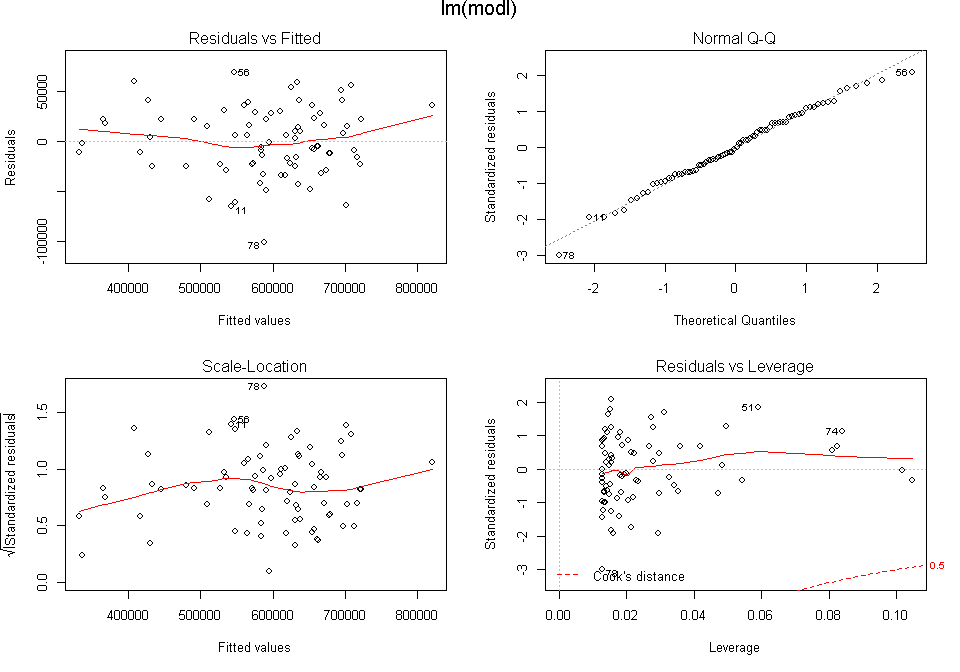 lm(modl)
Residuals vs Fitted
Residuals
50000
0
-100000
56
11
78
400000 500000 600000 700000 800000
Fitted values
Normal Q-Q
Standardized residuals
2
1
0
-1
-2
-3
56
11
78
-2 -1 0 1 2
Theoretical Quantiles
Scale-Location
√|Standardized residuals|
1.5
1.0
0.5
0.0
78
56
11
400000 500000 600000 700000 800000
Fitted values
Residuals vs Leverage
Standardized residuals
2
1
0
-1
-2
-3
51
74
78
Cook's distance
0.5
0.00 0.02 0.04 0.06 0.08 0.10
Leverage